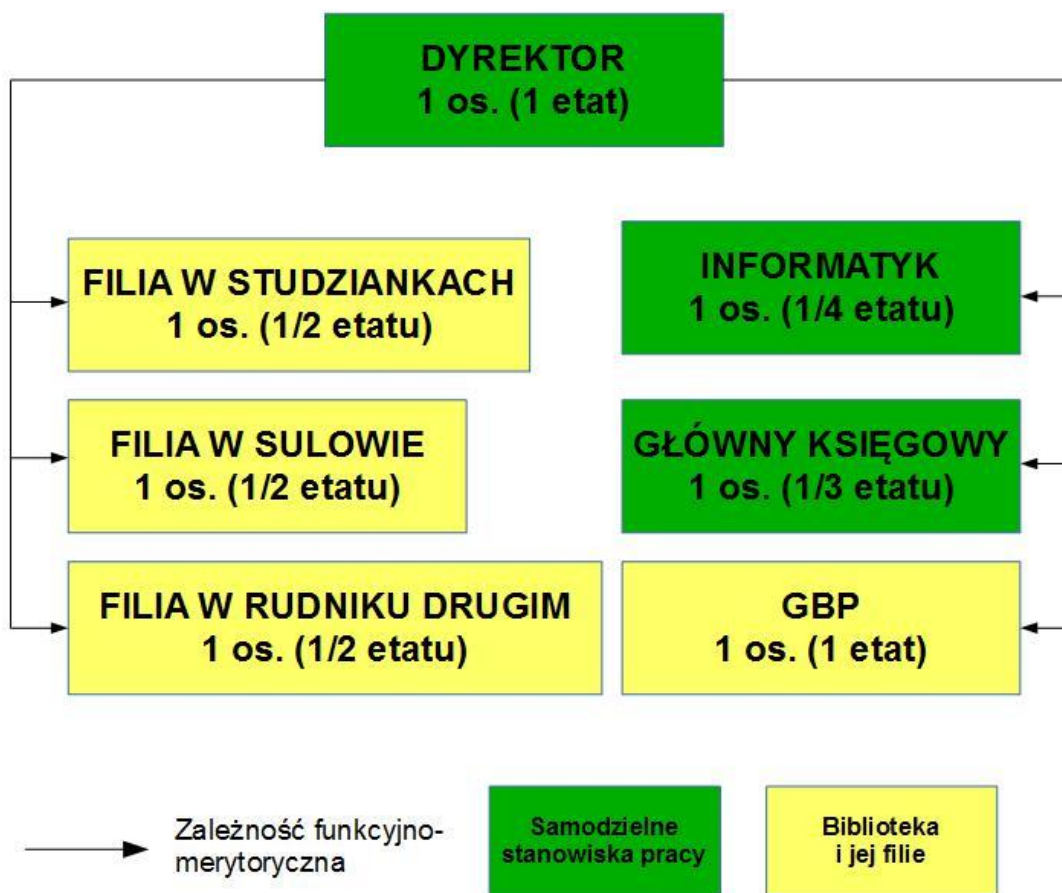 DYREKTOR
1 os. (1 etat)
FILIA W STUDZIANKACH
1 os. (1/2 etatu)
INFORMATYK
1 os. (1/4 etatu)
FILIA W SULOWIE
1 os. (1/2 etatu)
GŁÓWNY KSIĘGOWY
1 os. (1/3 etatu)
FILIA W RUDNIKU DRUGIM
1 os. (1/2 etatu)
GBP
1 os. (1 etat)
Zależność funkcyjno-
merytoryczna
Samodzielne
stanowiska pracy
Biblioteka
i jej filie